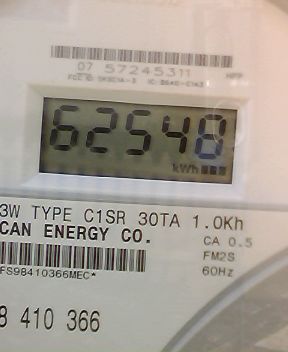 07 57245311
62548
kWh
3W TYPE C1SR 30TA 1.0Kh
CAN ENERGY CO.
CA 0.5
FM2S
60Hz
FS98410366MEC*
8 410 366